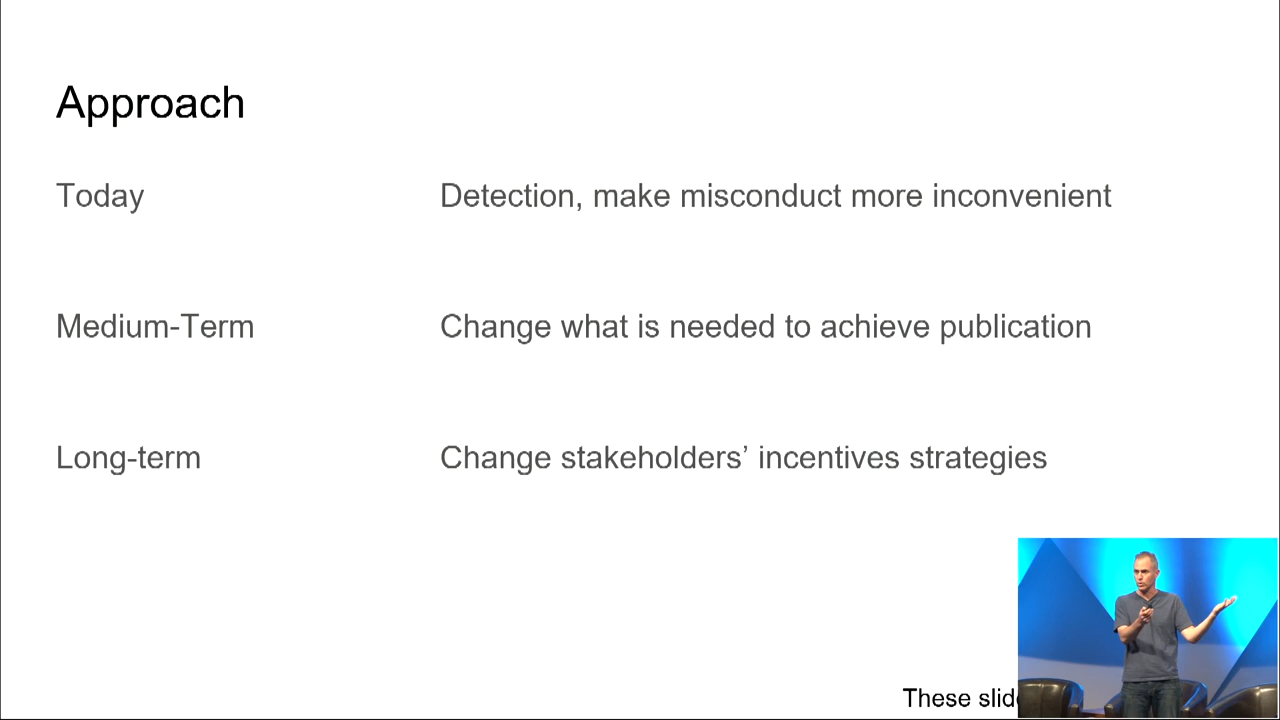 Approach
Today
Detection, make misconduct more inconvenient
Medium-Term
Change what is needed to achieve publication
Long-term
Change stakeholders’ incentives strategies
These